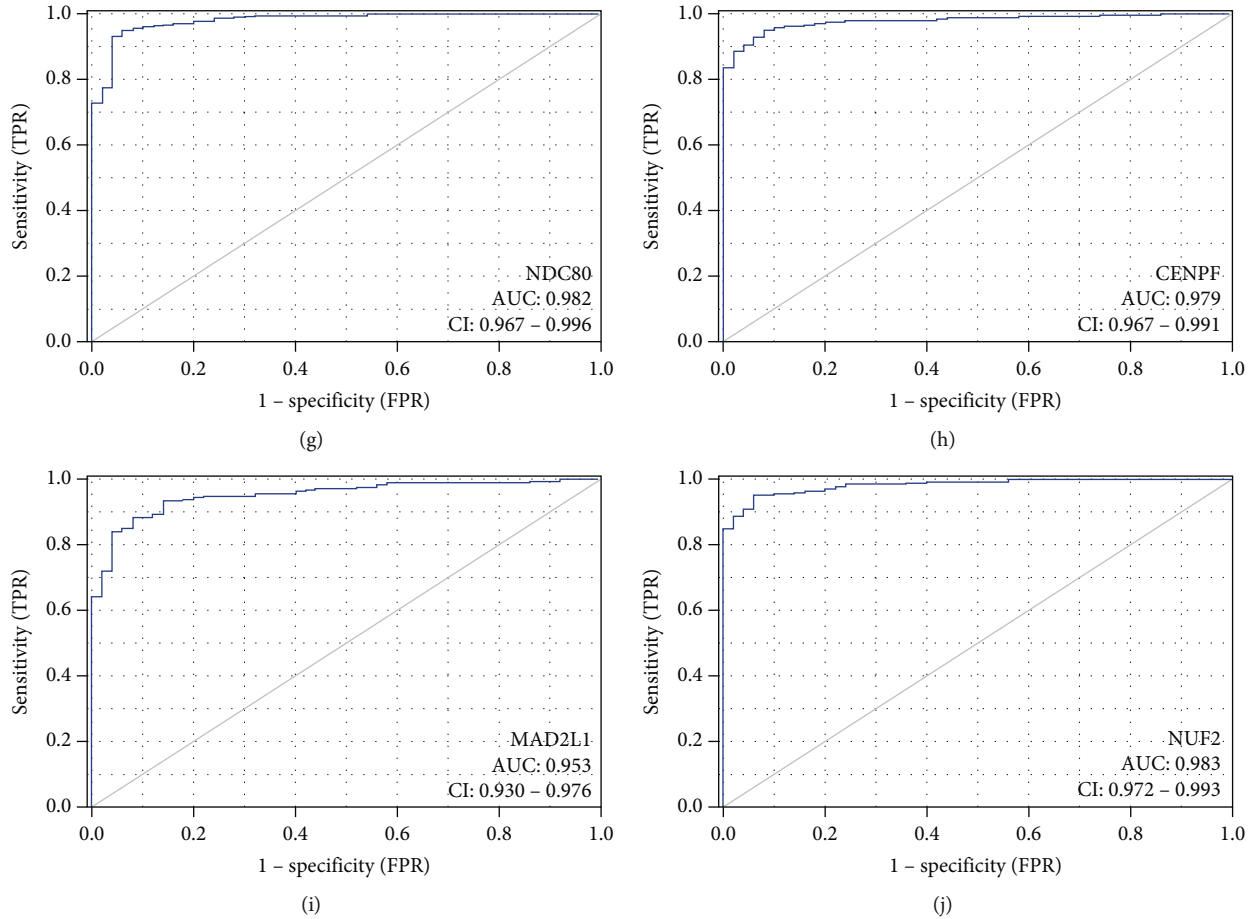 1.0
0.8
0.6
0.4
0.2
0.0
Sensitivity (TPR)
NDC80
AUC: 0.982
CI: 0.967 – 0.996
0.0 0.2 0.4 0.6 0.8 1.0
1 – specificity (FPR)
(g)
1.0
0.8
0.6
0.4
0.2
0.0
Sensitivity (TPR)
CENPF
AUC: 0.979
CI: 0.967 – 0.991
0.0 0.2 0.4 0.6 0.8 1.0
1 – specificity (FPR)
(h)
1.0
0.8
0.6
0.4
0.2
0.0
Sensitivity (TPR)
MAD2L1
AUC: 0.953
CI: 0.930 – 0.976
0.0 0.2 0.4 0.6 0.8 1.0
1 – specificity (FPR)
(i)
1.0
0.8
0.6
0.4
0.2
0.0
Sensitivity (TPR)
NUF2
AUC: 0.983
CI: 0.972 – 0.993
0.0 0.2 0.4 0.6 0.8 1.0
1 – specificity (FPR)
(j)